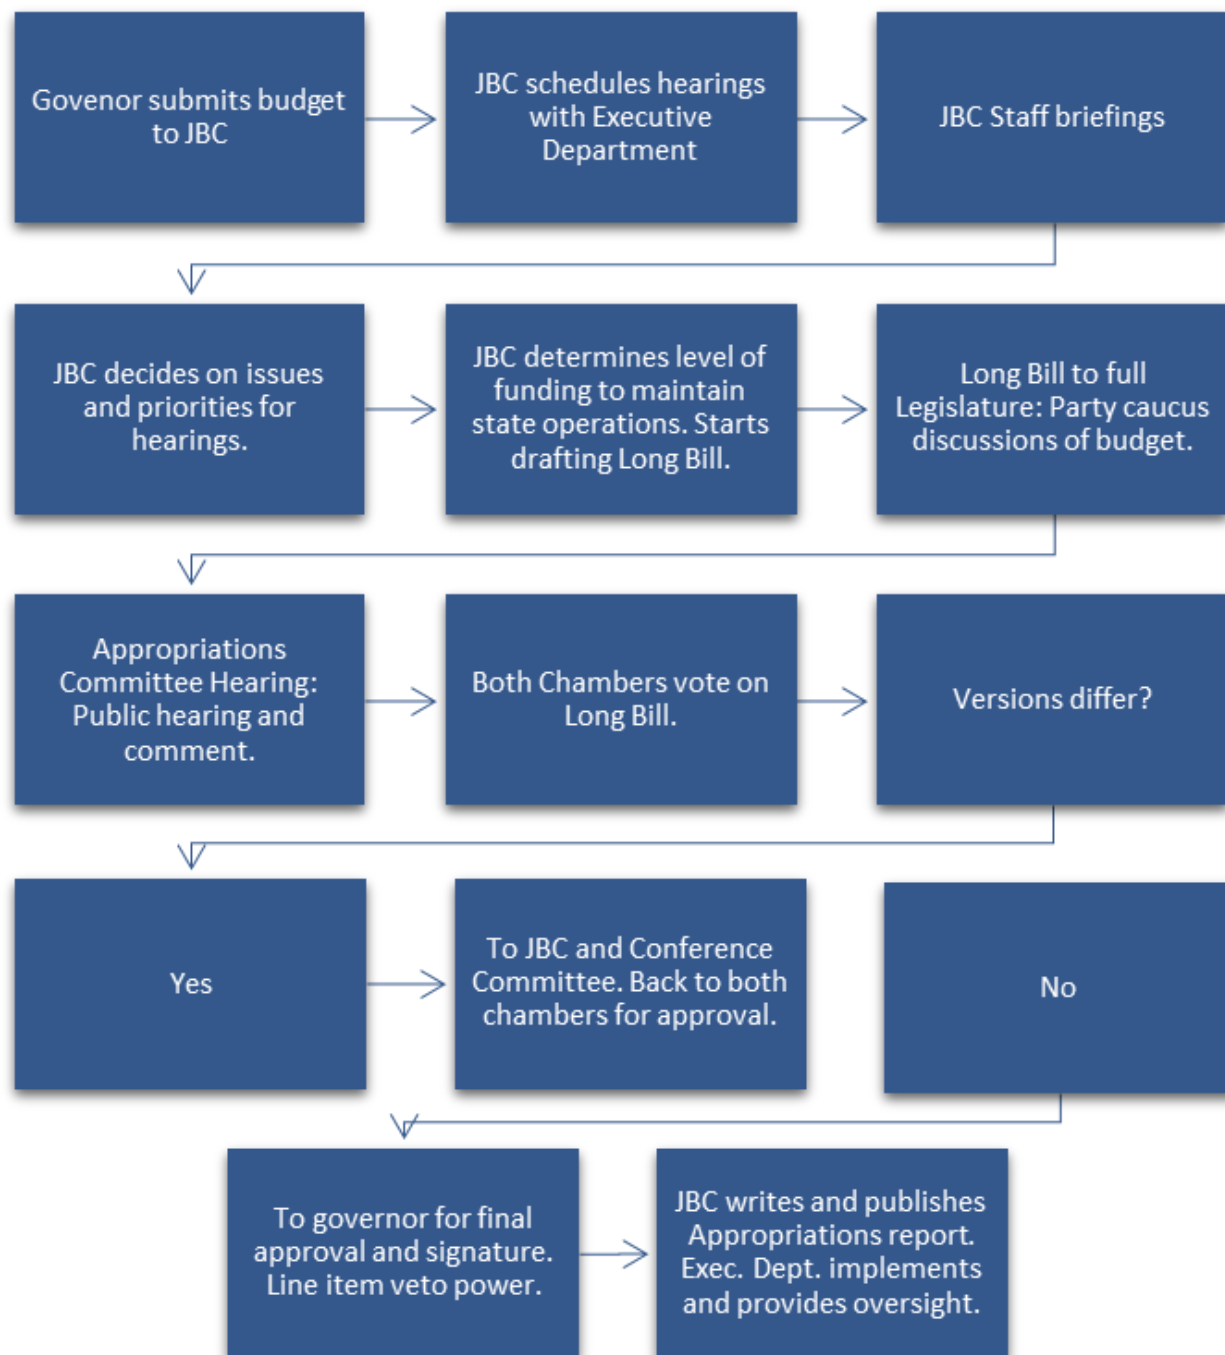 Govenor submits budget
to JBC
JBC schedules hearings
with Executive
Department
JBC Staff briefings
JBC decides on issues
and priorities for
hearings.
JBC determines level of
funding to maintain
state operations. Starts
drafting Long Bill.
Long Bill to full
Legislature: Party caucus
discussions of budget.
Appropriations
Committee Hearing:
Public hearing and
comment.
Both Chambers vote on
Long Bill.
Versions differ?
Yes
To JBC and Conference
Committee. Back to both
chambers for approval.
No
To governor for final
approval and signature.
Line item veto power.
JBC writes and publishes
Appropriations report.
Exec. Dept. implements
and provides oversight.